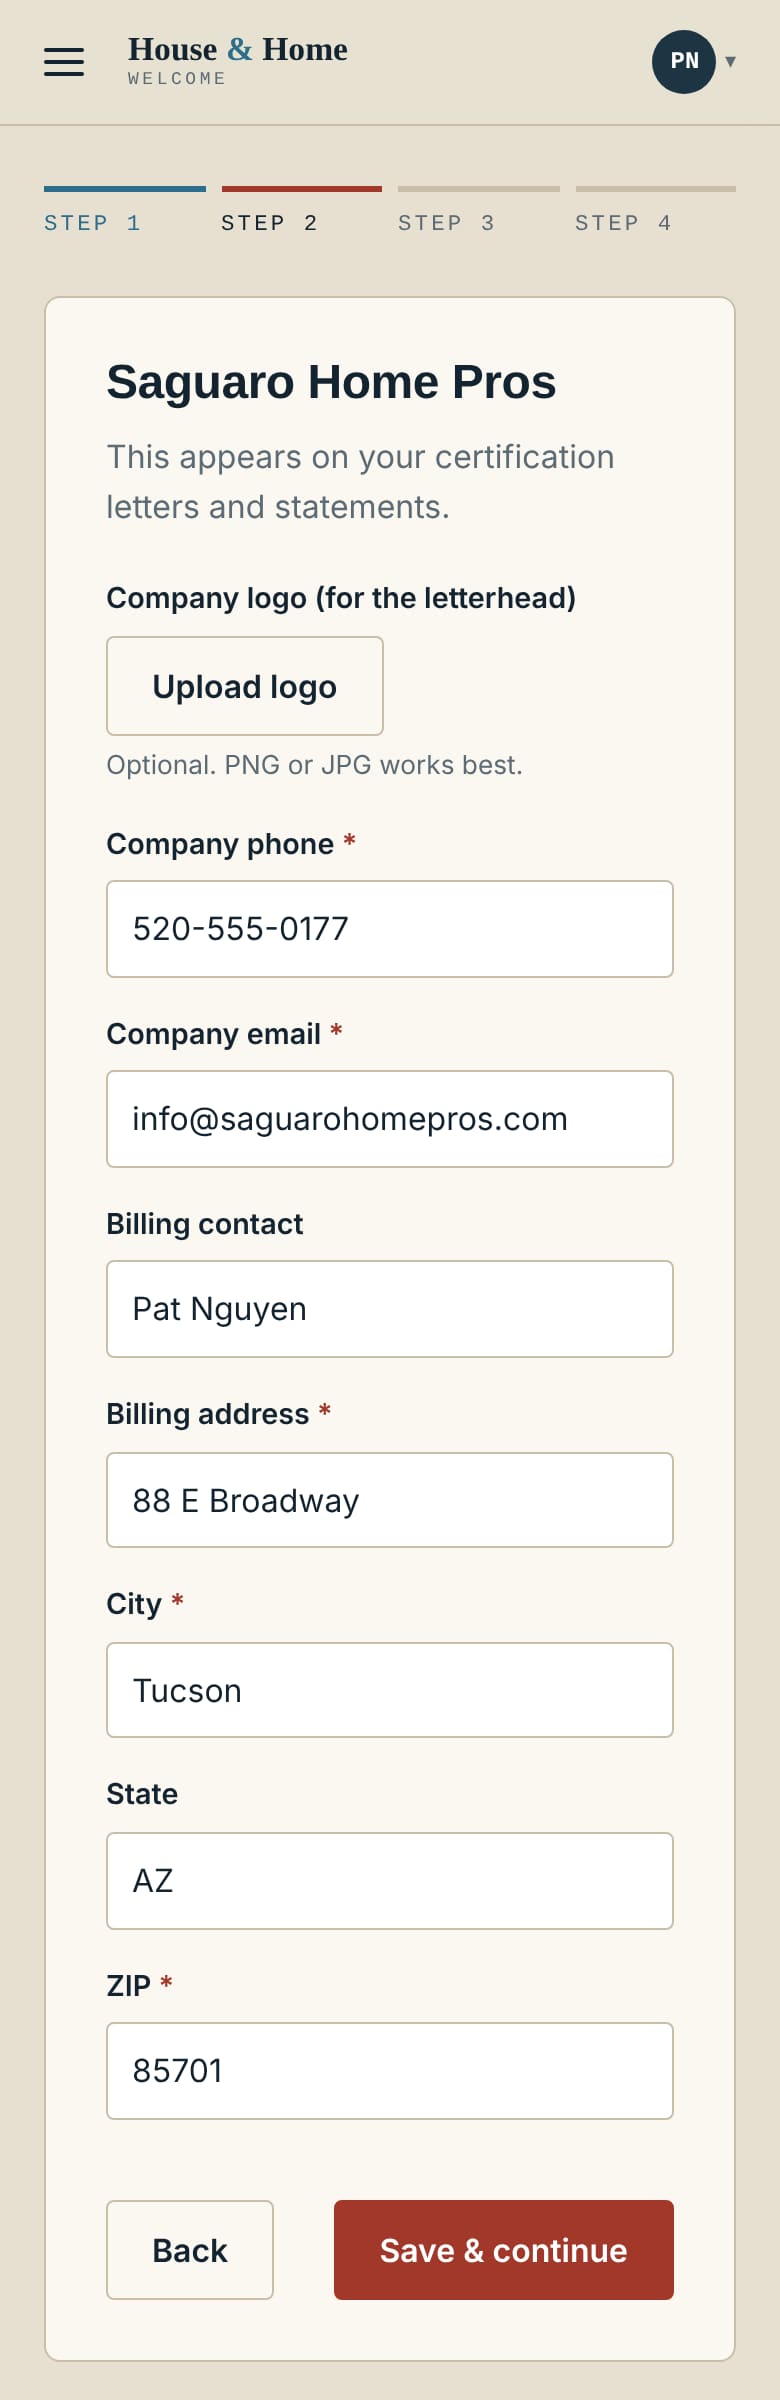 House & Home
WELCOME
PN ▼
STEP 1
STEP 2
STEP 3
STEP 4
Saguaro Home Pros
This appears on your certification
letters and statements.
Company logo (for the letterhead)
Upload logo
Optional. PNG or JPG works best.
Company phone *
520-555-0177
Company email *
info@saguarohomepros.com
Billing contact
Pat Nguyen
Billing address *
88 E Broadway
City *
Tucson
State
AZ
ZIP *
85701
Back
Save & continue